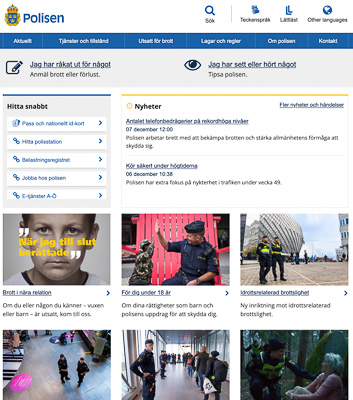 Polisen
Sök
Teckenspråk
Lättläst
Other languages
Aktuellt
Tjänster och tillstånd
Utsatt för brott
Lagar och regler
Om polisen
Kontakt
Jag har råkat ut för något
Anmäl brott eller förlust.
Jag har sett eller hört något
Tipsa polisen.
Hitta snabbt
Pass och nationellt id-kort
Hitta polisstation
Belastningsregistret
Jobba hos polisen
E-tjänster A-Ö
Nyheter
Fler nyheter och händelser
Antalet telefonbedrägerier på rekordhöga nivåer
07 december 12:00
Polisen arbetar brett med att bekämpa brotten och stärka allmänhetens förmåga att
skydda sig.
Kör säkert under högtiderna
06 december 10:38
Polisen har extra fokus på nykterhet i trafiken under vecka 49.
"När jag till slut
berättade"
Brott i nära relation
Om du eller någon du känner – vuxen
eller barn – är utsatt, kom till oss.
För dig under 18 år
Om dina rättigheter som barn och
polisens uppdrag för att skydda dig.
Idrottsrelaterad brottslighet
Ny inriktning mot idrottsrelaterad
brottslighet.